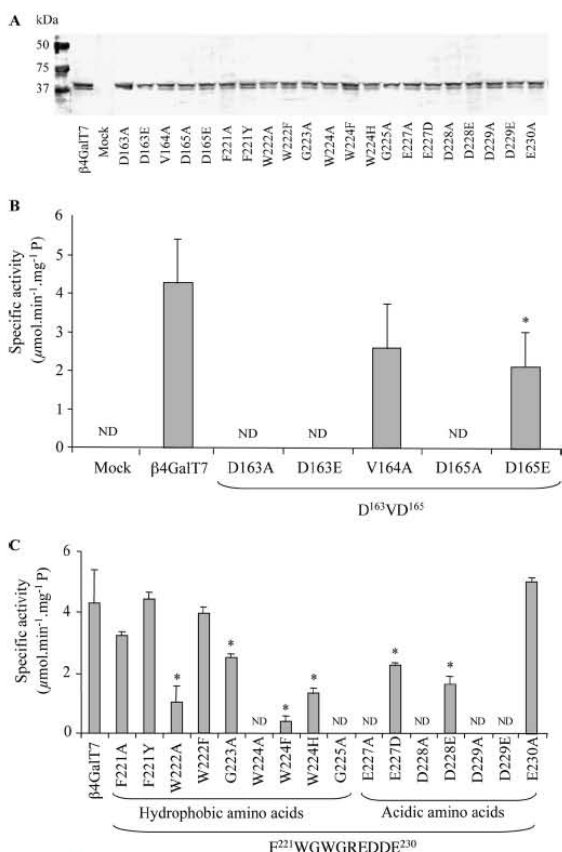 A
kDa
50
75
37
β4GalT7
Mock
D163A
D163E
V164A
D165A
D165E
F221A
F221Y
W222A
W222F
G223A
W224A
W224F
W224H
G225A
E227A
E227D
D228A
D228E
D229A
D229E
E230A
B
Specific activity
(µmol.min⁻¹.mg⁻¹ P)
6
5
4
3
2
1
0
ND
ND
ND
ND
*
Mock
β4GalT7
D163A
D163E
V164A
D165A
D165E
D¹⁶³VD¹⁶⁵
C
Specific activity
(µmol.min⁻¹.mg⁻¹ P)
6
4
2
0
*
*
ND
*
*
ND
ND
*
ND
*
ND
ND
β4GalT7
F221A
F221Y
W222A
W222F
G223A
W224A
W224F
W224H
G225A
E227A
E227D
D228A
D228E
D229A
D229E
E230A
Hydrophobic amino acids
Acidic amino acids
F²²¹WGWGREDDE²³⁰